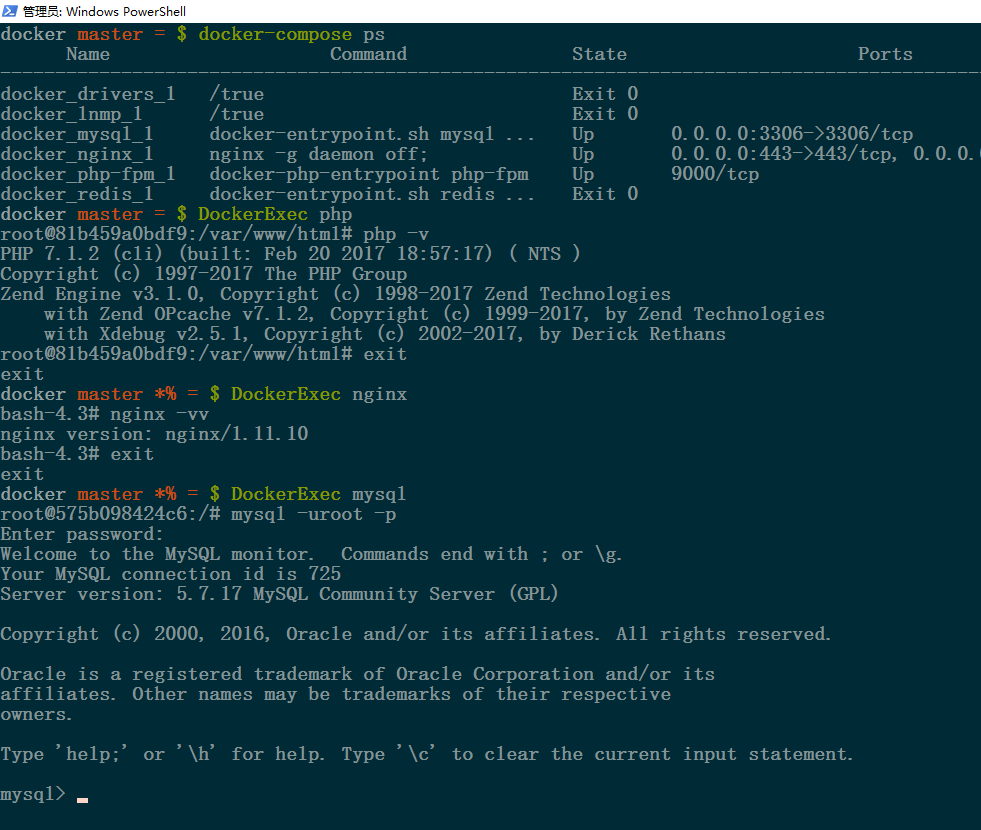 管理员: Windows PowerShell
docker master = $ docker-compose ps
Name Command State Ports
--------------------------------------------------------------------------------
docker_drivers_1 /true Exit 0
docker_lnmp_1 /true Exit 0
docker_mysql_1 docker-entrypoint.sh mysql ... Up 0.0.0.0:3306->3306/tcp
docker_nginx_1 nginx -g daemon off; Up 0.0.0.0:443->443/tcp, 0.0.0.
docker_php-fpm_1 docker-php-entrypoint php-fpm Up 9000/tcp
docker_redis_1 docker-entrypoint.sh redis ... Exit 0
docker master = $ DockerExec php
root@81b459a0bdf9:/var/www/html# php -v
PHP 7.1.2 (cli) (built: Feb 20 2017 18:57:17) ( NTS )
Copyright (c) 1997-2017 The PHP Group
Zend Engine v3.1.0, Copyright (c) 1998-2017 Zend Technologies
with Zend OPcache v7.1.2, Copyright (c) 1999-2017, by Zend Technologies
with Xdebug v2.5.1, Copyright (c) 2002-2017, by Derick Rethans
root@81b459a0bdf9:/var/www/html# exit
exit
docker master *% = $ DockerExec nginx
bash-4.3# nginx -vv
nginx version: nginx/1.11.10
bash-4.3# exit
exit
docker master *% = $ DockerExec mysql
root@575b098424c6:/# mysql -uroot -p
Enter password:
Welcome to the MySQL monitor.  Commands end with ; or \g.
Your MySQL connection id is 725
Server version: 5.7.17 MySQL Community Server (GPL)
Copyright (c) 2000, 2016, Oracle and/or its affiliates. All rights reserved.
Oracle is a registered trademark of Oracle Corporation and/or its
affiliates. Other names may be trademarks of their respective
owners.
Type 'help;' or '\h' for help. Type '\c' to clear the current input statement.
mysql>